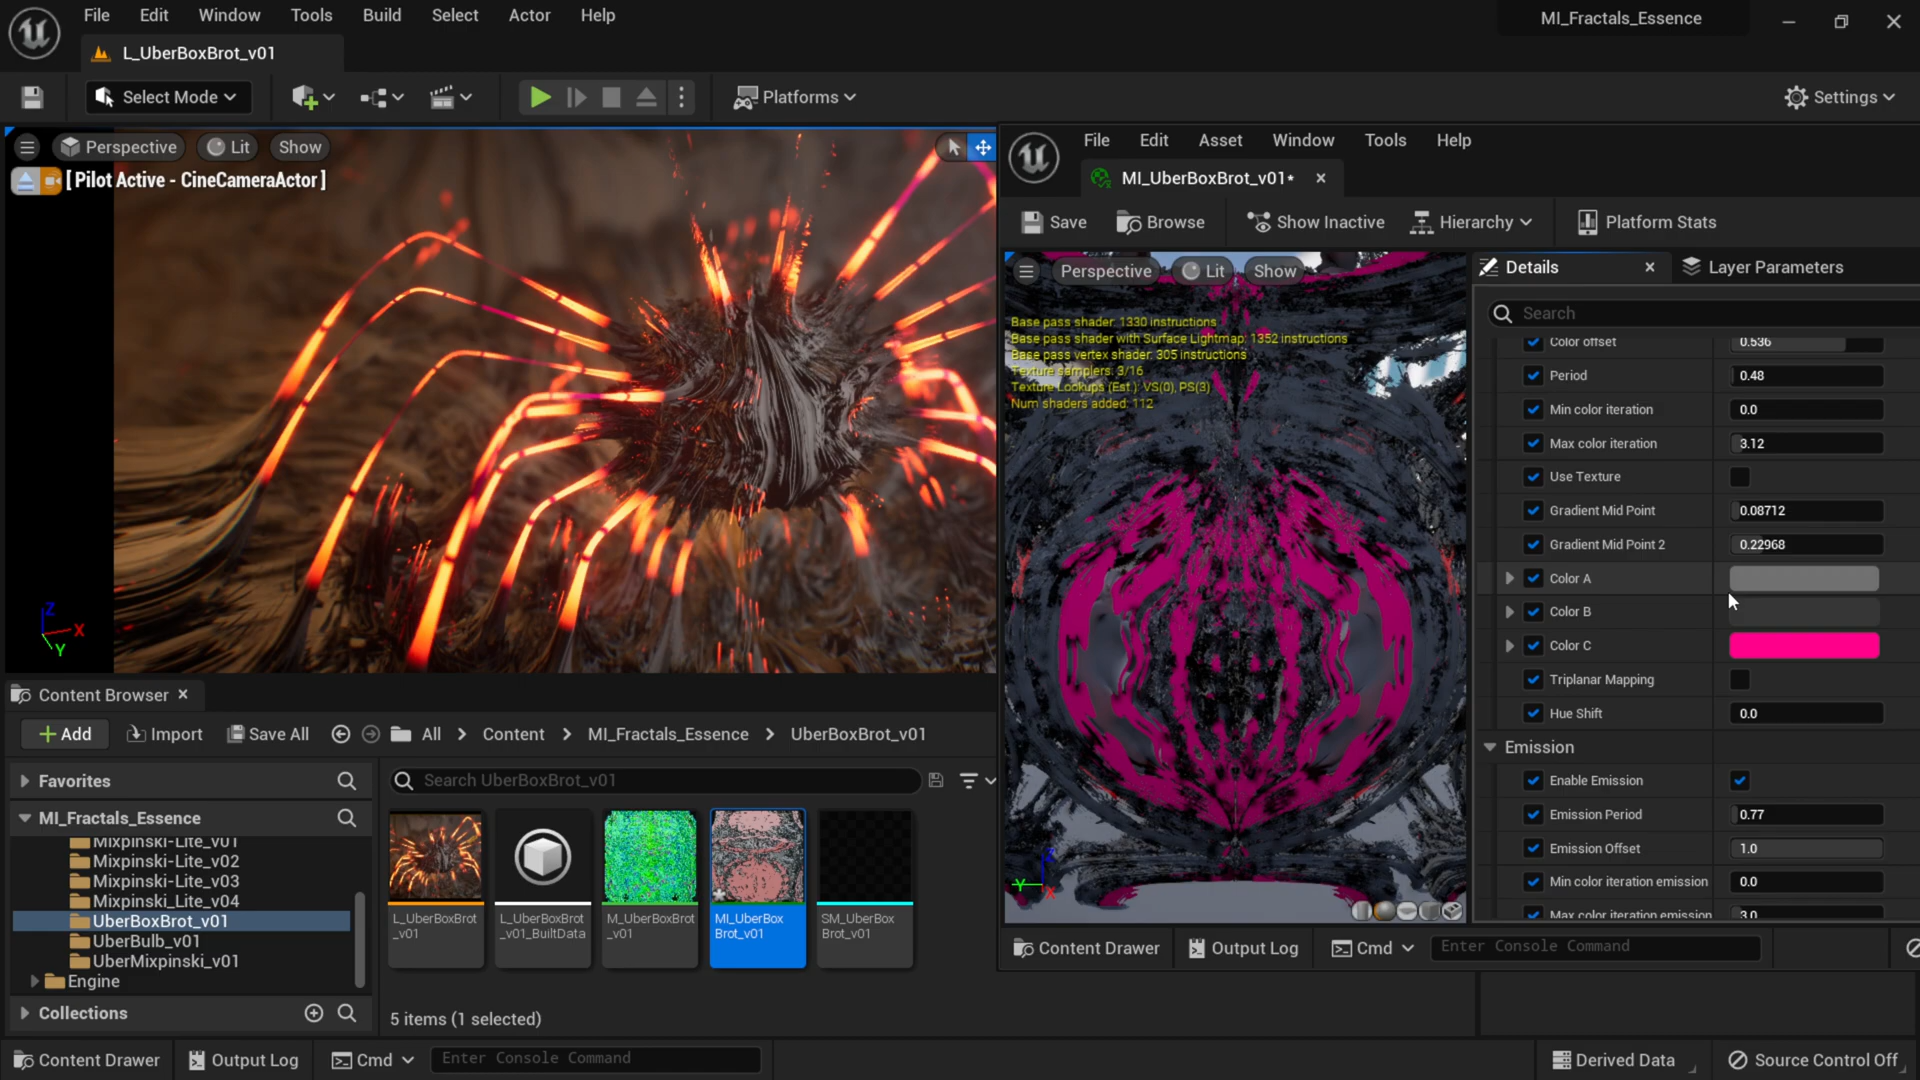 File Edit Window Tools Build Select Actor Help
MI_Fractals_Essence
L_UberBoxBrot_v01
Select Mode
Platforms
Settings
Perspective Lit Show
[ Pilot Active - CineCameraActor ]
Z
X
Y
File Edit Asset Window Tools Help
MI_UberBoxBrot_v01*
Save Browse Show Inactive Hierarchy Platform Stats
Perspective Lit Show
Base pass shader: 1330 instructions
Base pass shader with Surface Lightmap: 1352 instructions
Base pass vertex shader: 305 instructions
Texture samplers: 3/16
Texture Lookups (Est.): VS(0), PS(3)
Num shaders added: 112
Z
Y
X
Details
Layer Parameters
Search
Color offset 0.536
Period 0.48
Min color iteration 0.0
Max color iteration 3.12
Use Texture
Gradient Mid Point 0.08712
Gradient Mid Point 2 0.22968
Color A
Color B
Color C
Triplanar Mapping
Hue Shift 0.0
Emission
Enable Emission
Emission Period 0.77
Emission Offset 1.0
Min color iteration emission 0.0
Max color iteration emission 3.0
Content Drawer Output Log Cmd Enter Console Command
Content Browser
Add Import Save All All Content MI_Fractals_Essence UberBoxBrot_v01
Favorites
Search UberBoxBrot_v01
MI_Fractals_Essence
Mixpinski-Lite_v01
Mixpinski-Lite_v02
Mixpinski-Lite_v03
Mixpinski_Lite_v04
UberBoxBrot_v01
UberBulb_v01
UberMixpinski_v01
Engine
Collections
L_UberBoxBrot
_v01
L_UberBoxBrot
_v01_BuiltData
M_UberBoxBrot
_v01
MI_UberBox
Brot_v01
SM_UberBox
Brot_v01
5 items (1 selected)
Content Drawer Output Log Cmd Enter Console Command
Derived Data
Source Control Off